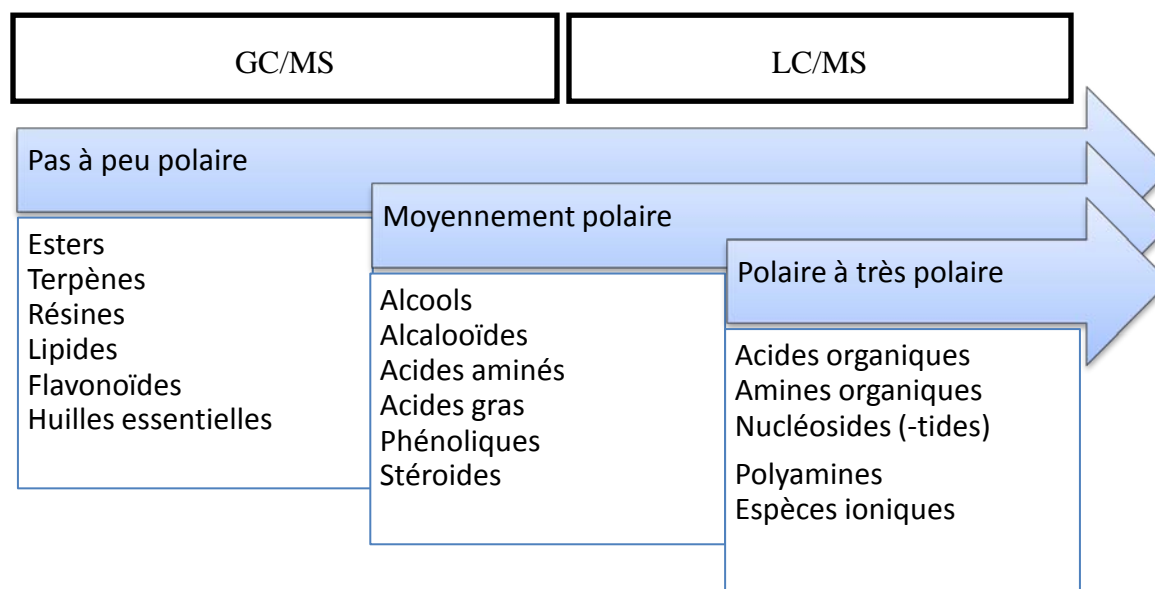 GC/MS
LC/MS
Pas à peu polaire
Esters
Terpènes
Résines
Lipides
Flavonoïdes
Huilles essentielles
Moyennement polaire
Alcools
Alcalooïdes
Acides aminés
Acides gras
Phénoliques
Stéroides
Polaire à très polaire
Acides organiques
Amines organiques
Nucléosides (-tides)
Polyamines
Espèces ioniques